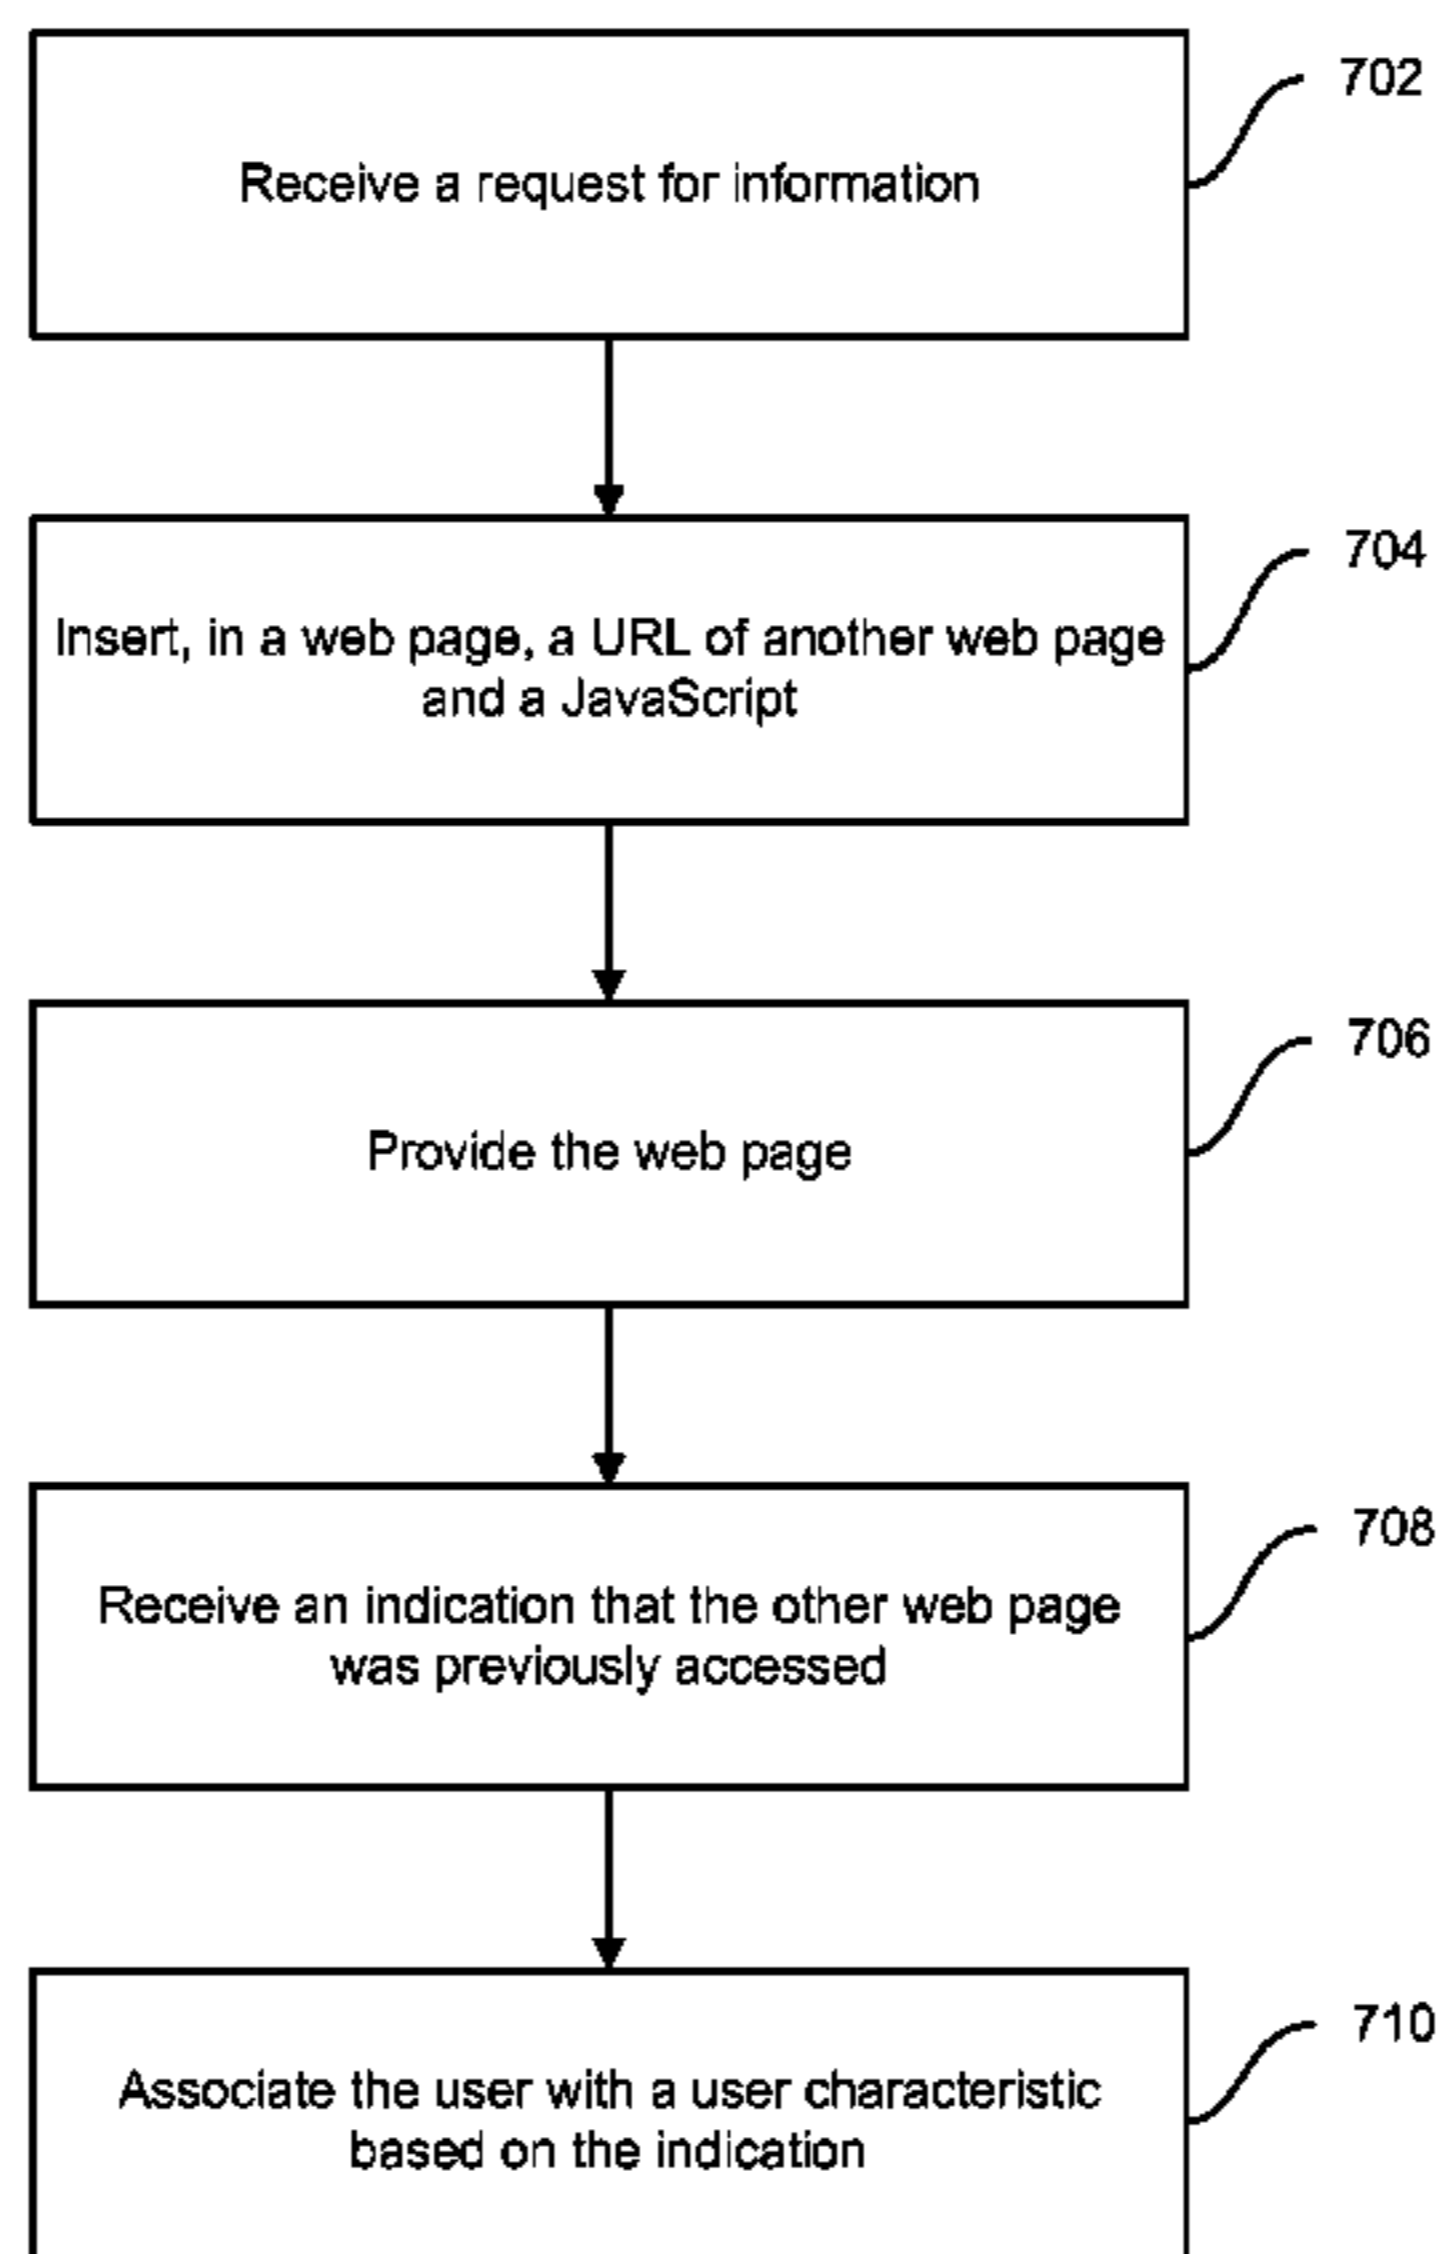 702
Receive a request for information
704
Insert, in a web page, a URL of another web page
and a JavaScript
706
Provide the web page
708
Receive an indication that the other web page
was previously accessed
710
Associate the user with a user characteristic
based on the indication